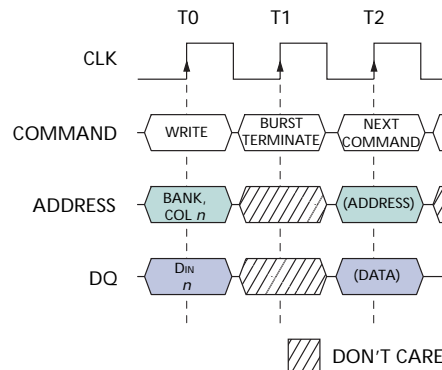 T0 T1 T2
CLK
COMMAND WRITE BURST TERMINATE NEXT COMMAND
ADDRESS BANK, COL n (ADDRESS)
DQ DIN n (DATA)
DON'T CARE